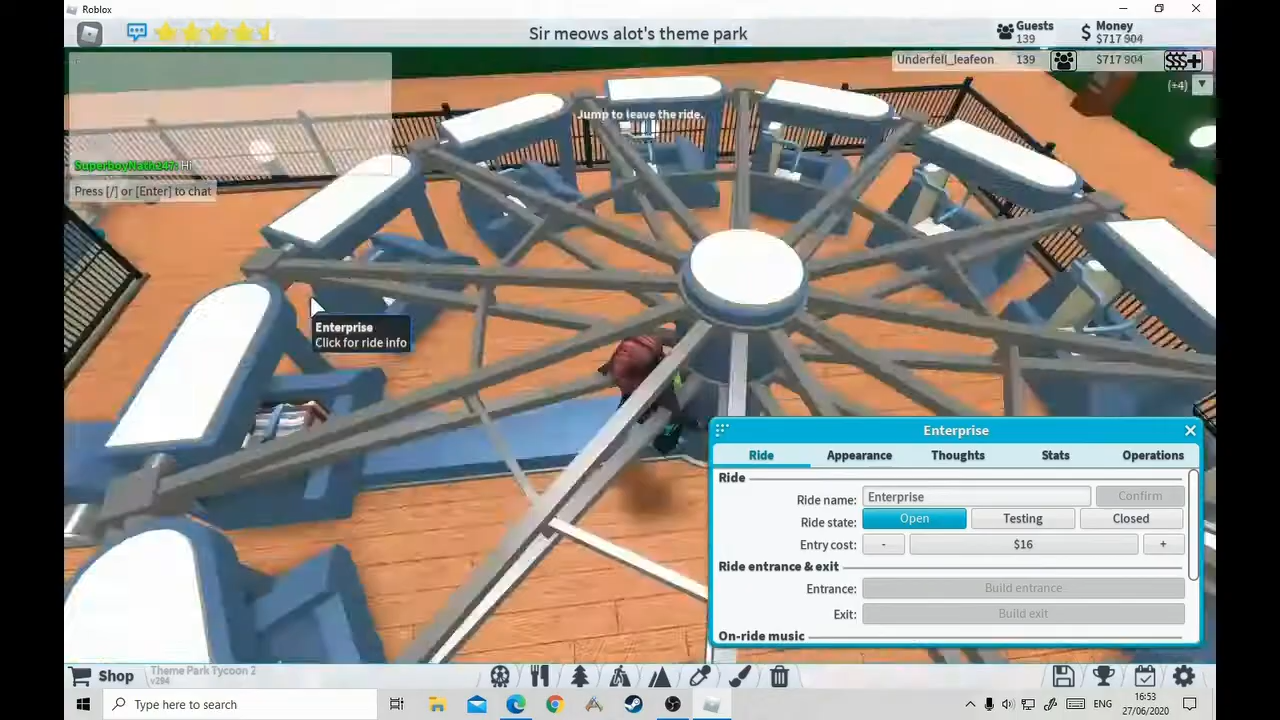 Roblox
Sir meows alot's theme park
Guests
139
Money
$717 904
Underfell_leafeon 139 $717 904
(+4)
Jump to leave the ride.
SuperboyNath247: Hi
Press [/] or [Enter] to chat
Enterprise
Click for ride info
Enterprise
Ride Appearance Thoughts Stats Operations
Ride
Ride name: Enterprise Confirm
Ride state: Open Testing Closed
Entry cost: - $16 +
Ride entrance & exit
Entrance: Build entrance
Exit: Build exit
On-ride music
Shop
Theme Park Tycoon 2
v294
Type here to search
ENG
16:53
27/06/2020